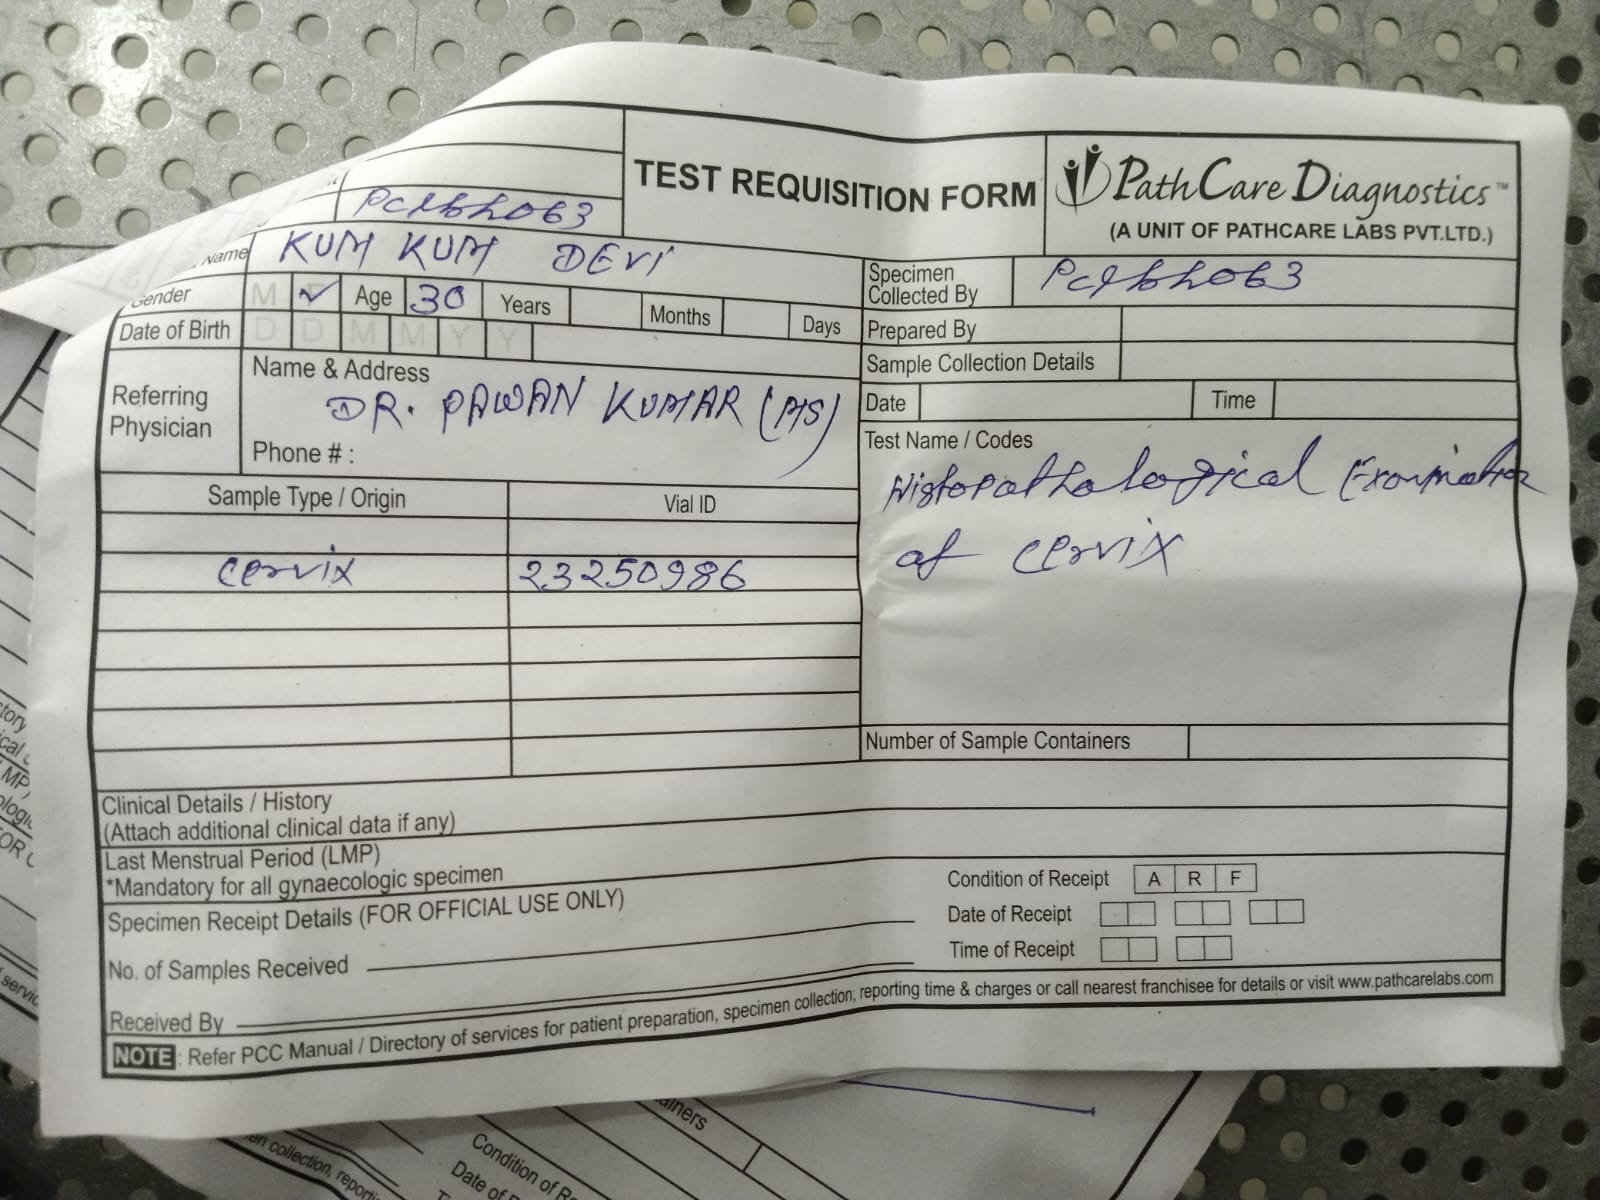 TEST REQUISITION FORM
PathCare Diagnostics™
(A UNIT OF PATHCARE LABS PVT.LTD.)
Name KUM KUM DEVI
Gender M F Age 30 Years Months Days
Date of Birth D D M M Y Y
Referring Physician
Name & Address
DR. PAWAN KUMAR (MS)
Phone # :
Specimen Collected By
Prepared By
Sample Collection Details
Date Time
Test Name / Codes
Histopathological Examination
of cervix
Sample Type / Origin Vial ID
cervix 23250986
Number of Sample Containers
Clinical Details / History
(Attach additional clinical data if any)
Last Menstrual Period (LMP)
*Mandatory for all gynaecologic specimen
Specimen Receipt Details (FOR OFFICIAL USE ONLY)
No. of Samples Received
Received By
Condition of Receipt A R F
Date of Receipt
Time of Receipt
NOTE : Refer PCC Manual / Directory of services for patient preparation, specimen collection, reporting time & charges or call nearest franchisee for details or visit www.pathcarelabs.com
Condition of
Date of